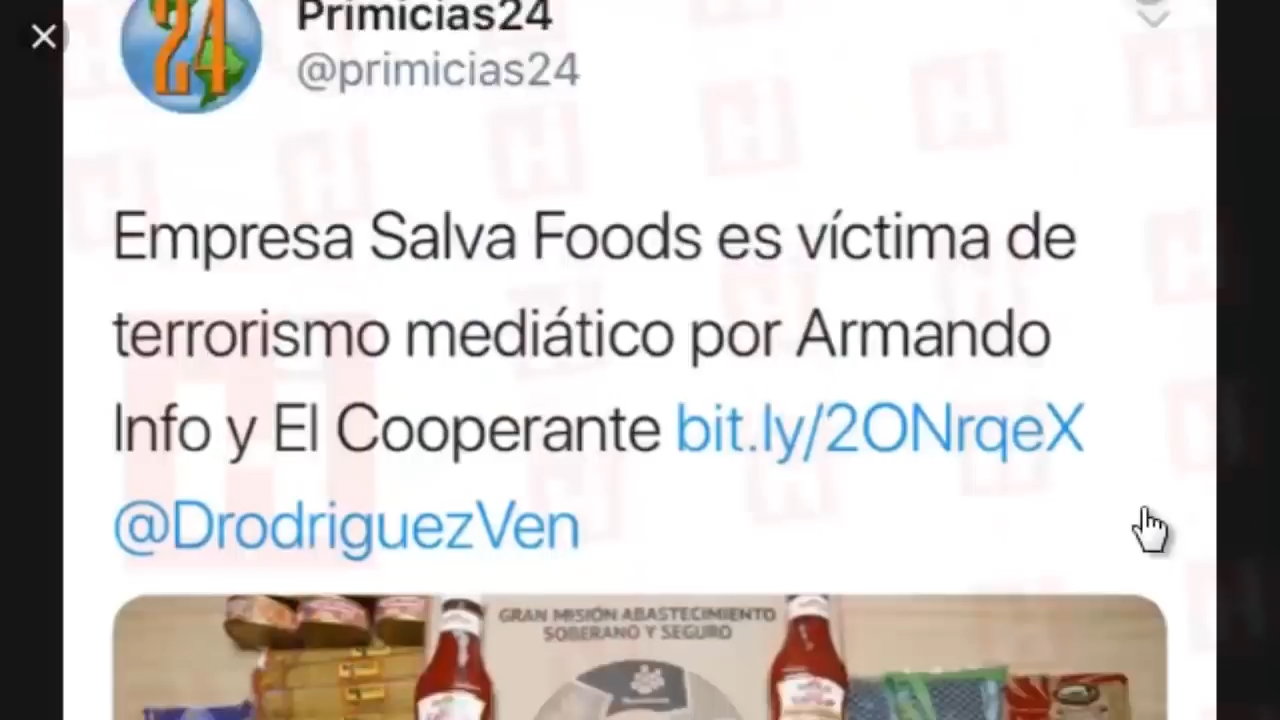 24
Primicias24
@primicias24
Empresa Salva Foods es víctima de
terrorismo mediático por Armando
Info y El Cooperante bit.ly/2ONrqeX
@DrodriguezVen
GRAN MISIÓN ABASTECIMIENTO
SOBERANO Y SEGURO